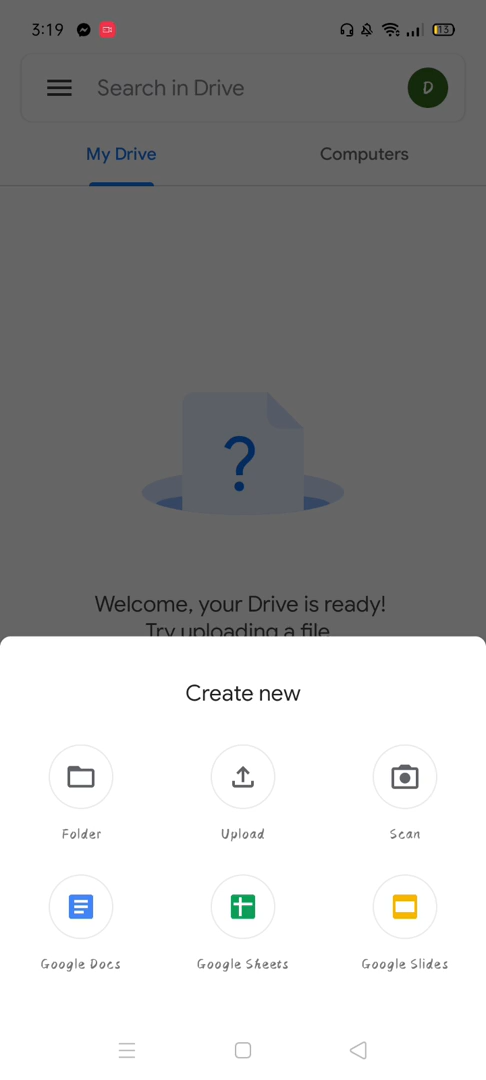 3:19
13
Search in Drive
D
My Drive
Computers
?
Welcome, your Drive is ready!
Try uploading a file
Create new
Folder
Upload
Scan
Google Docs
Google Sheets
Google Slides